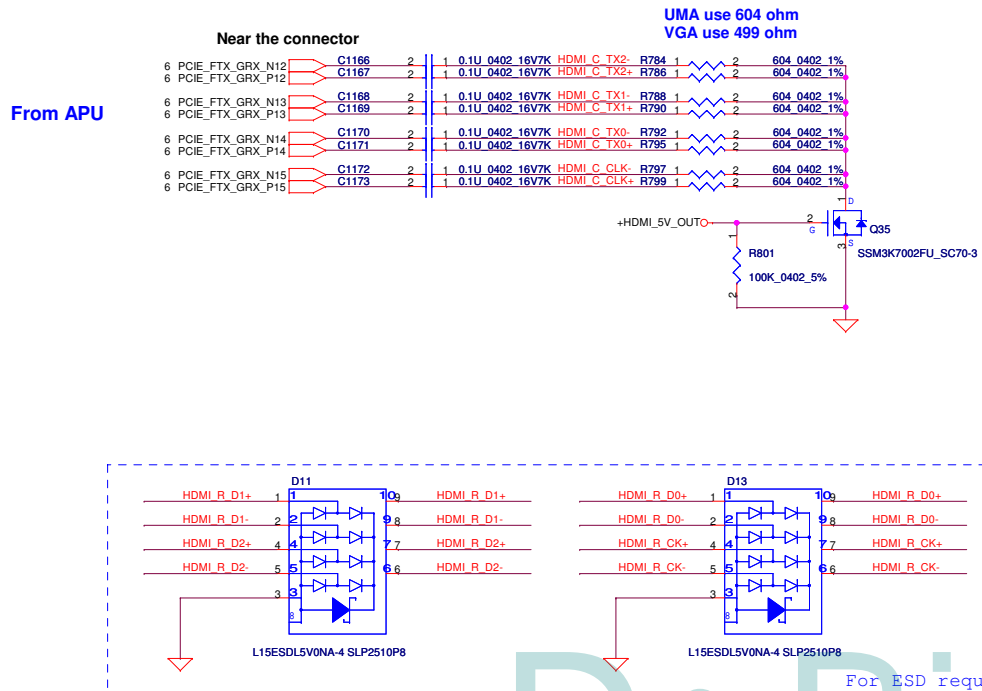 UMA use 604 ohm
VGA use 499 ohm
Near the connector
From APU
6 PCIE_FTX_GRX_N12 C1166 2 1 0.1U_0402_16V7K HDMI_C_TX2- R784 1 2 604_0402_1%
6 PCIE_FTX_GRX_P12 C1167 2 1 0.1U_0402_16V7K HDMI_C_TX2+ R786 1 2 604_0402_1%
6 PCIE_FTX_GRX_N13 C1168 2 1 0.1U_0402_16V7K HDMI_C_TX1- R788 1 2 604_0402_1%
6 PCIE_FTX_GRX_P13 C1169 2 1 0.1U_0402_16V7K HDMI_C_TX1+ R790 1 2 604_0402_1%
6 PCIE_FTX_GRX_N14 C1170 2 1 0.1U_0402_16V7K HDMI_C_TX0- R792 1 2 604_0402_1%
6 PCIE_FTX_GRX_P14 C1171 2 1 0.1U_0402_16V7K HDMI_C_TX0+ R795 1 2 604_0402_1%
6 PCIE_FTX_GRX_N15 C1172 2 1 0.1U_0402_16V7K HDMI_C_CLK- R797 1 2 604_0402_1%
6 PCIE_FTX_GRX_P15 C1173 2 1 0.1U_0402_16V7K HDMI_C_CLK+ R799 1 2 604_0402_1%
1 D
+HDMI_5V_OUT 2 G Q35
3 S SSM3K7002FU_SC70-3
1 R801
100K_0402_5%
2
D11 D13
HDMI_R_D1+ 1 1 10 9 HDMI_R_D1+ HDMI_R_D0+ 1 1 10 9 HDMI_R_D0+
HDMI_R_D1- 2 2 9 8 HDMI_R_D1- HDMI_R_D0- 2 2 9 8 HDMI_R_D0-
HDMI_R_D2+ 4 4 7 7 HDMI_R_D2+ HDMI_R_CK+ 4 4 7 7 HDMI_R_CK+
HDMI_R_D2- 5 5 6 6 HDMI_R_D2- HDMI_R_CK- 5 5 6 6 HDMI_R_CK-
3 3 3 3
8 8
L15ESDL5V0NA-4 SLP2510P8 L15ESDL5V0NA-4 SLP2510P8
For ESD requ